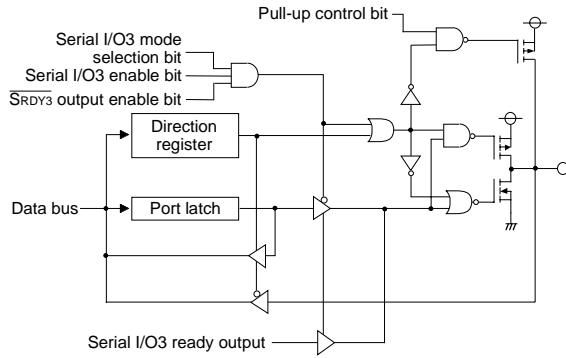 Pull-up control bit
Serial I/O3 mode
selection bit
Serial I/O3 enable bit
SRDY3 output enable bit
Direction
register
Data bus
Port latch
Serial I/O3 ready output